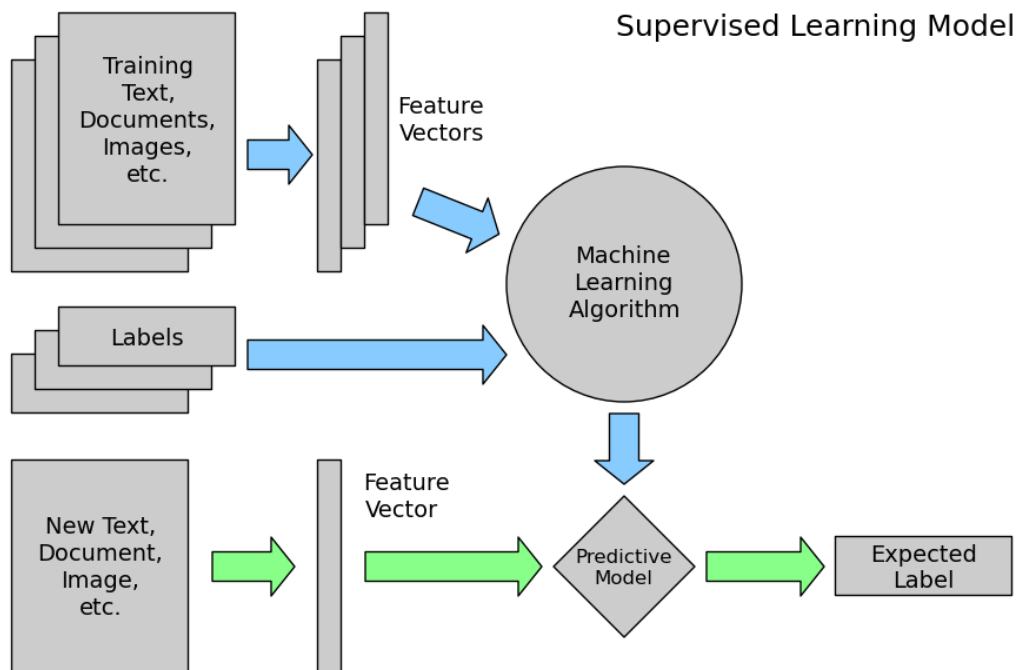 Supervised Learning Model
Training
Text,
Documents,
Images,
etc.
Feature
Vectors
Machine
Learning
Algorithm
Labels
New Text,
Document,
Image,
etc.
Feature
Vector
Predictive
Model
Expected
Label